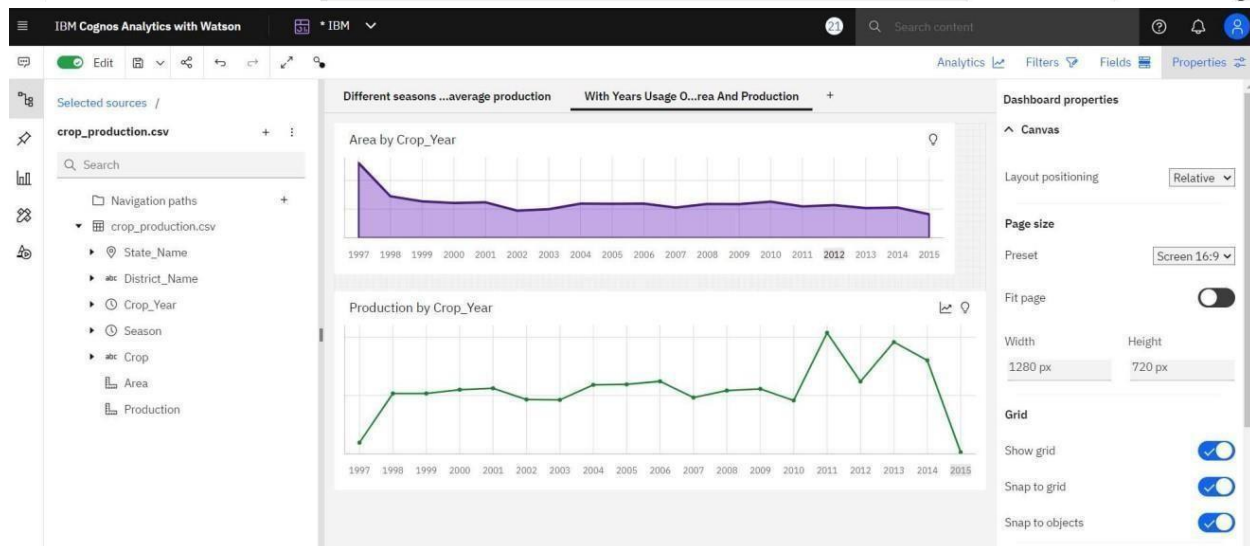 IBM Cognos Analytics with Watson
* IBM
21
Search content
Edit
Analytics
Filters
Fields
Properties
Selected sources /
crop_production.csv
Search
Navigation paths
crop_production.csv
State_Name
abc District_Name
Crop_Year
Season
abc Crop
Area
Production
Different seasons ...average production
With Years Usage O...rea And Production
Area by Crop_Year
1997 1998 1999 2000 2001 2002 2003 2004 2005 2006 2007 2008 2009 2010 2011 2012 2013 2014 2015
Production by Crop_Year
1997 1998 1999 2000 2001 2002 2003 2004 2005 2006 2007 2008 2009 2010 2011 2012 2013 2014 2015
Dashboard properties
Canvas
Layout positioning
Relative
Page size
Preset
Screen 16:9
Fit page
Width
Height
1280 px
720 px
Grid
Show grid
Snap to grid
Snap to objects